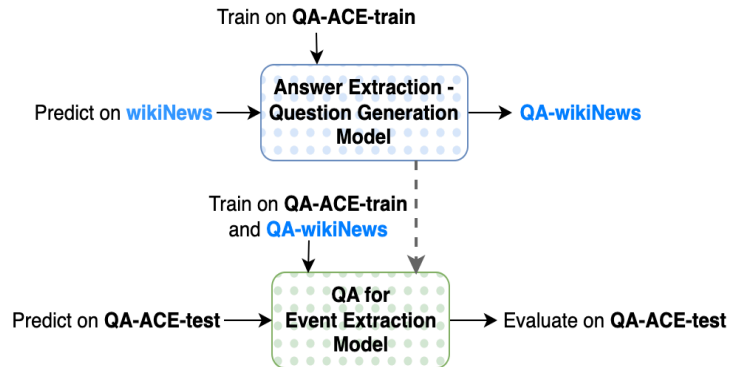 Train on QA-ACE-train
Answer Extraction -
Question Generation
Model
Predict on wikiNews
QA-wikiNews
Train on QA-ACE-train
and QA-wikiNews
QA for
Event Extraction
Model
Predict on QA-ACE-test
Evaluate on QA-ACE-test